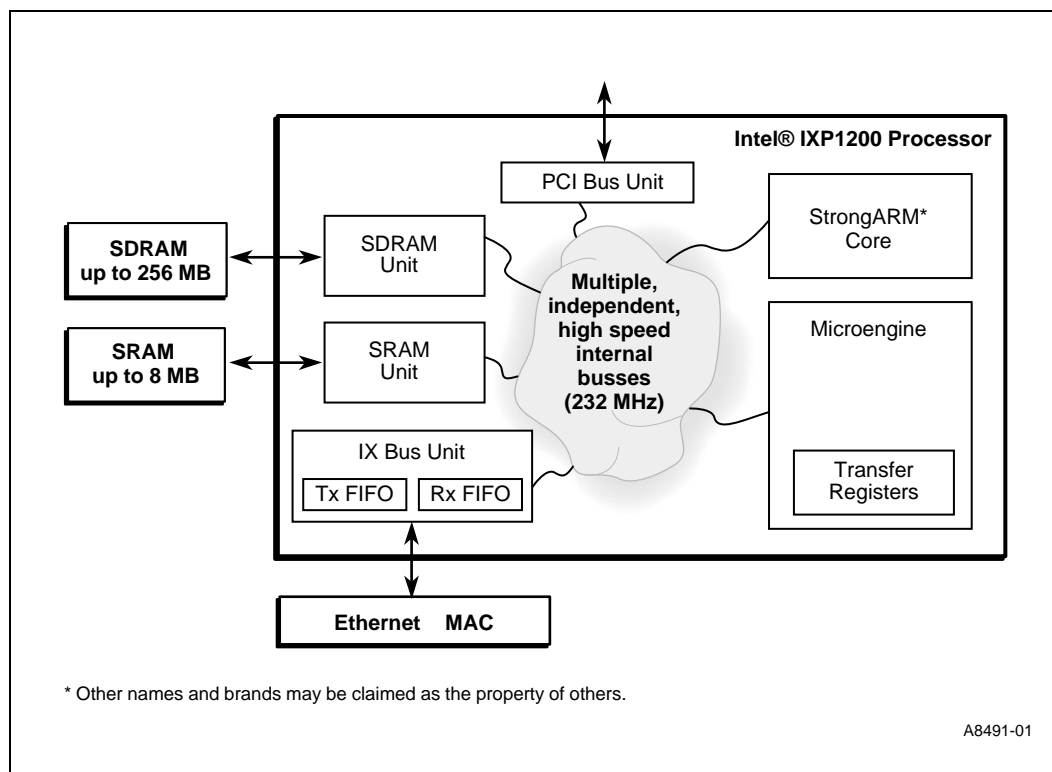 Intel® IXP1200 Processor
PCI Bus Unit
StrongARM*
Core
SDRAM
up to 256 MB
SDRAM
Unit
Multiple,
independent,
high speed
internal
busses
(232 MHz)
Microengine
SRAM
up to 8 MB
SRAM
Unit
IX Bus Unit
Tx FIFO
Rx FIFO
Transfer
Registers
Ethernet MAC
* Other names and brands may be claimed as the property of others.
A8491-01